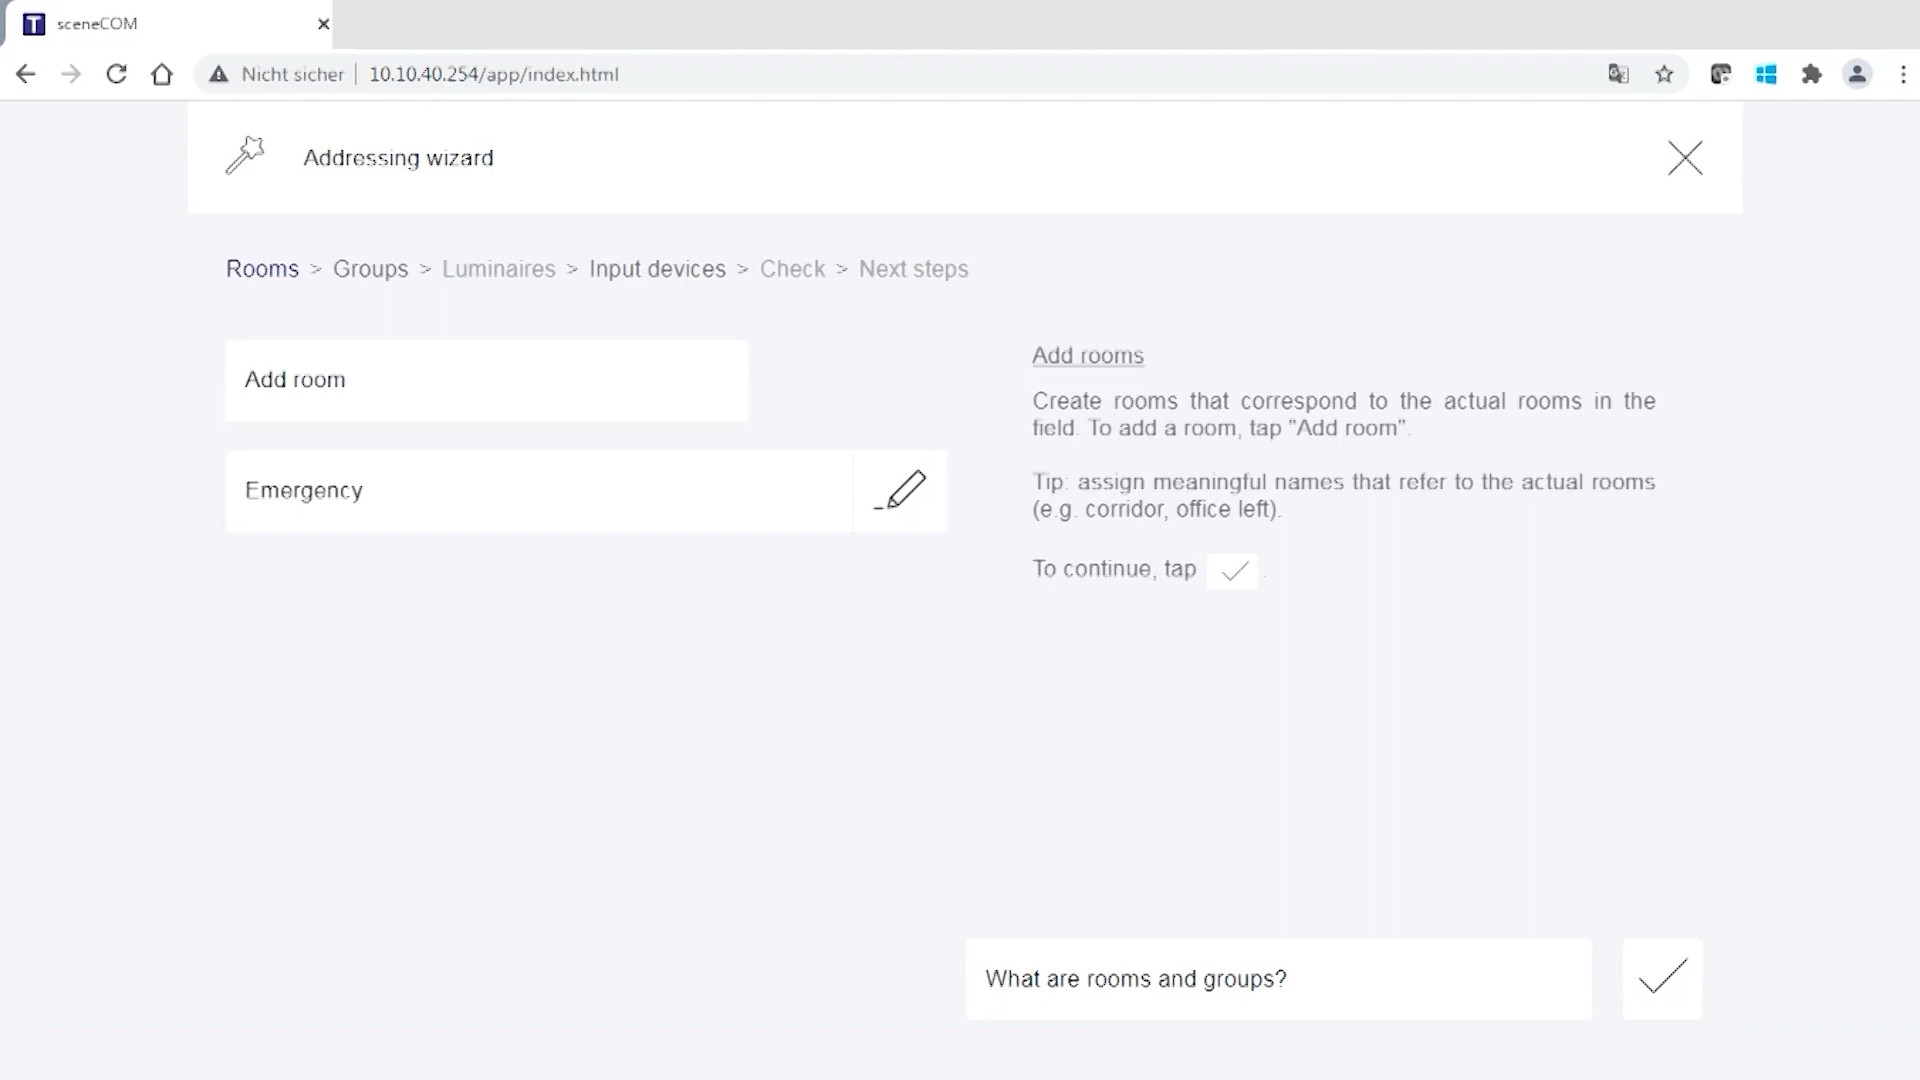 sceneCOM
Nicht sicher 10.10.40.254/app/index.html
Addressing wizard
Rooms > Groups > Luminaires > Input devices > Check > Next steps
Add room
Emergency
Add rooms
Create rooms that correspond to the actual rooms in the
field. To add a room, tap "Add room".
Tip: assign meaningful names that refer to the actual rooms
(e.g. corridor, office left).
To continue, tap .
What are rooms and groups?